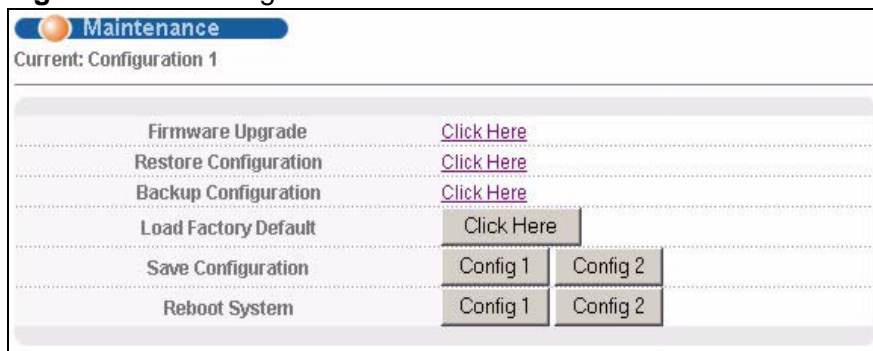 Maintenance
Current: Configuration 1
Firmware Upgrade Click Here
Restore Configuration Click Here
Backup Configuration Click Here
Load Factory Default Click Here
Save Configuration Config 1 Config 2
Reboot System Config 1 Config 2